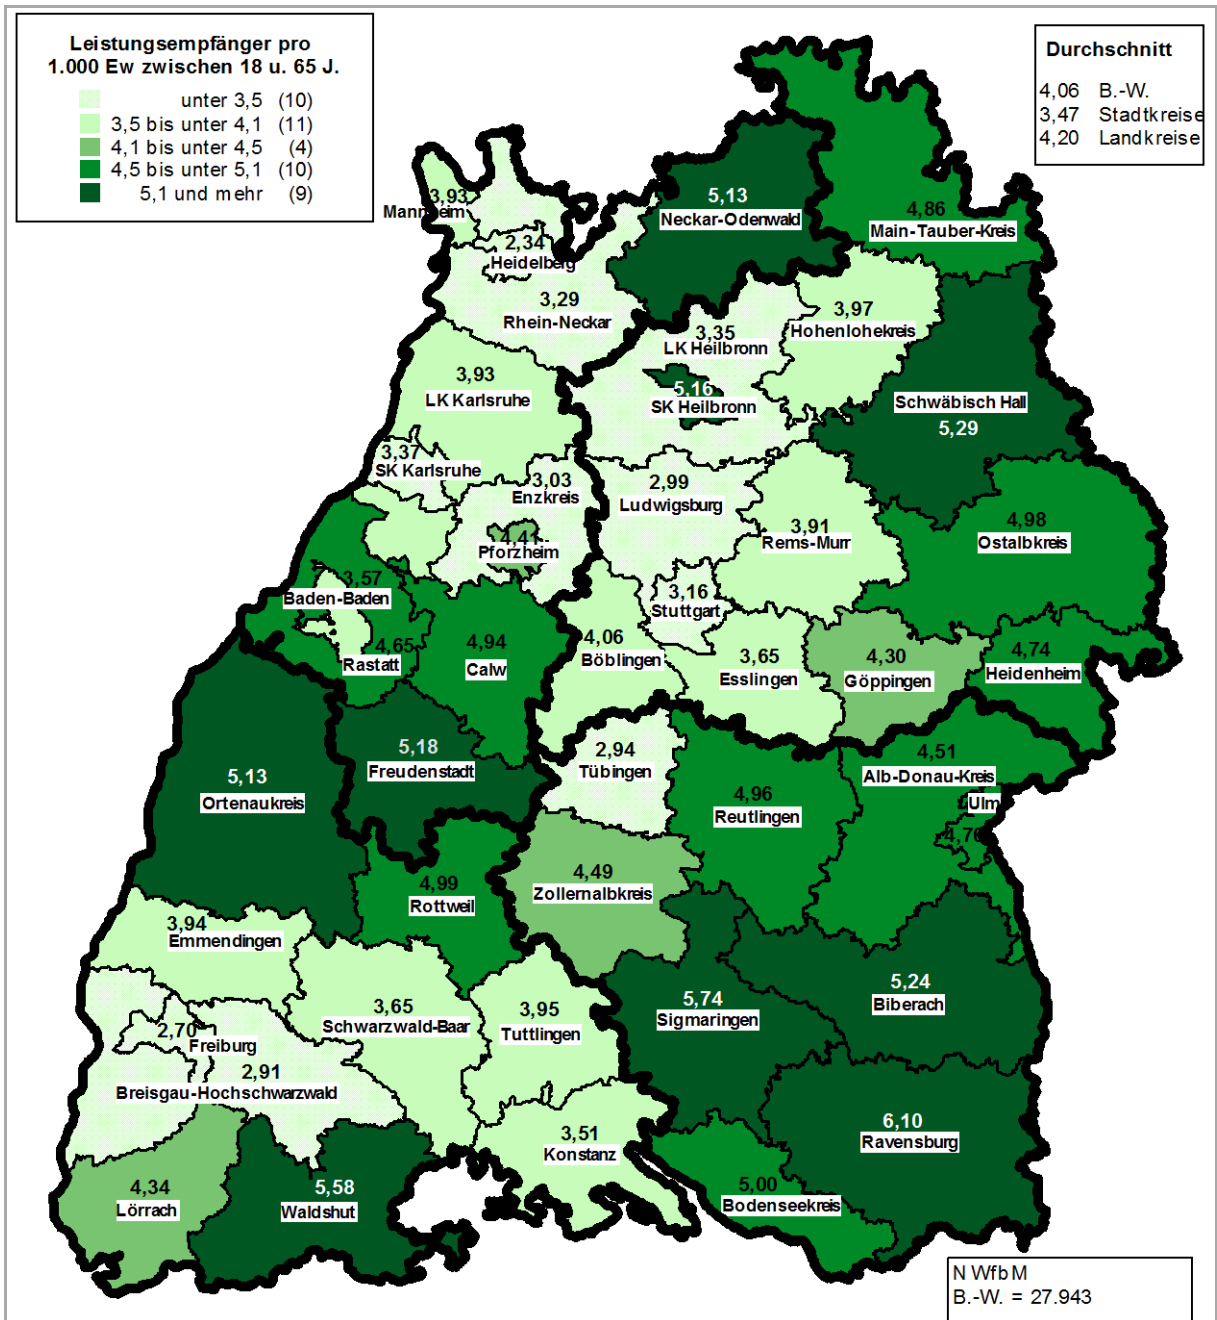 Leistungsempfänger pro
1.000 Ew zwischen 18 u. 65 J.
unter 3,5 (10)
3,5 bis unter 4,1 (11)
4,1 bis unter 4,5 (4)
4,5 bis unter 5,1 (10)
5,1 und mehr (9)
Durchschnitt
4,06 B.-W.
3,47 Stadtkreise
4,20 Landkreise
3,93
Mannheim
2,34
Heidelberg
3,29
Rhein-Neckar
5,13
Neckar-Odenwald
4,86
Main-Tauber-Kreis
3,97
Hohenlohekreis
3,35
LK Heilbronn
5,16
SK Heilbronn
Schwäbisch Hall
5,29
3,93
LK Karlsruhe
3,37
SK Karlsruhe
3,03
Enzkreis
4,41
Pforzheim
2,99
Ludwigsburg
3,91
Rems-Murr
4,98
Ostalbkreis
3,57
Baden-Baden
4,65
Rastatt
4,94
Calw
4,06
Böblingen
3,16
Stuttgart
3,65
Esslingen
4,30
Göppingen
4,74
Heidenheim
5,13
Ortenaukreis
5,18
Freudenstadt
2,94
Tübingen
4,96
Reutlingen
4,51
Alb-Donau-Kreis
Ulm
4,99
Rottweil
4,49
Zollernalbkreis
3,94
Emmendingen
3,65
Schwarzwald-Baar
3,95
Tuttlingen
5,74
Sigmaringen
5,24
Biberach
2,70
Freiburg
2,91
Breisgau-Hochschwarzwald
3,51
Konstanz
6,10
Ravensburg
5,00
Bodenseekreis
4,34
Lörrach
5,58
Waldshut
N WfbM
B.-W. = 27.943